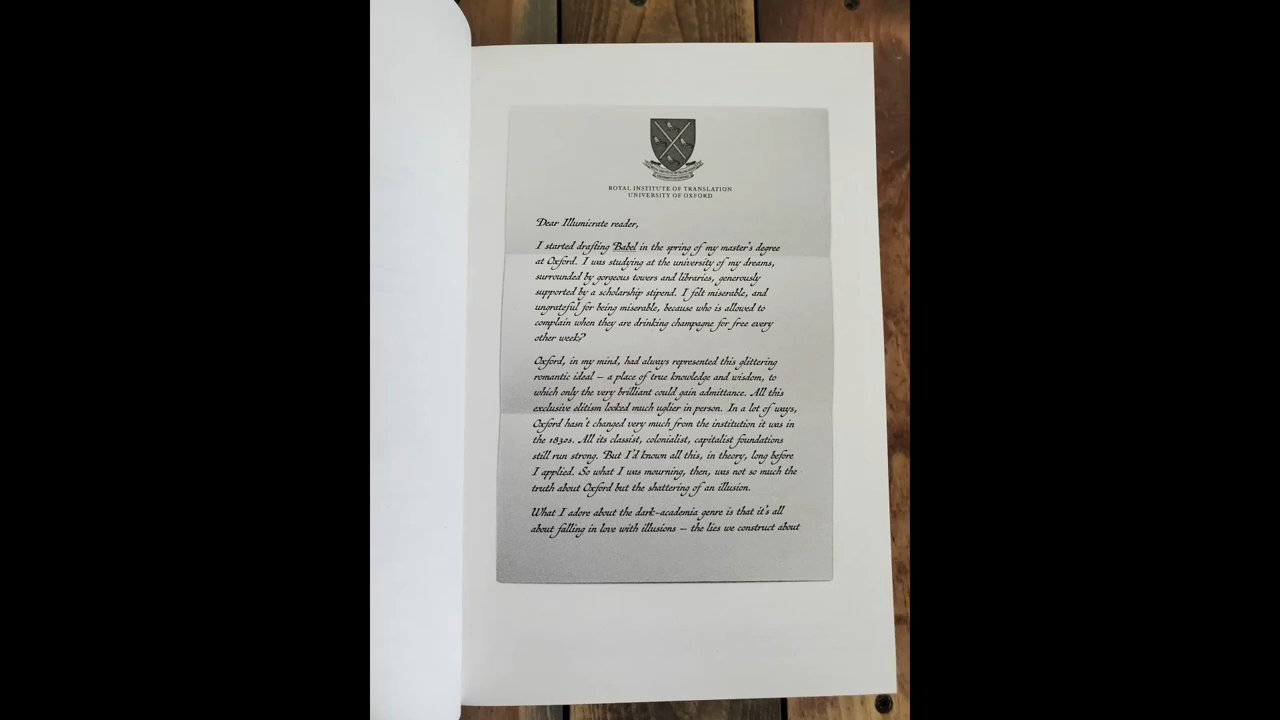 ROYAL INSTITUTE OF TRANSLATION
UNIVERSITY OF OXFORD
Dear Illumicrate reader,
I started drafting Babel in the spring of my master's degree
at Oxford. I was studying at the university of my dreams,
surrounded by gorgeous towers and libraries, generously
supported by a scholarship stipend. I felt miserable, and
ungrateful for being miserable, because who is allowed to
complain when they are drinking champagne for free every
other week?
Oxford, in my mind, had always represented this glittering
romantic ideal – a place of true knowledge and wisdom, to
which only the very brilliant could gain admittance. All this
exclusive elitism looked much uglier in person. In a lot of ways,
Oxford hasn't changed very much from the institution it was in
the 1830s. All its classist, colonialist, capitalist foundations
still run strong. But I'd known all this, in theory, long before
I applied. So what I was mourning, then, was not so much the
truth about Oxford but the shattering of an illusion.
What I adore about the dark-academia genre is that it's all
about falling in love with illusions – the lies we construct about